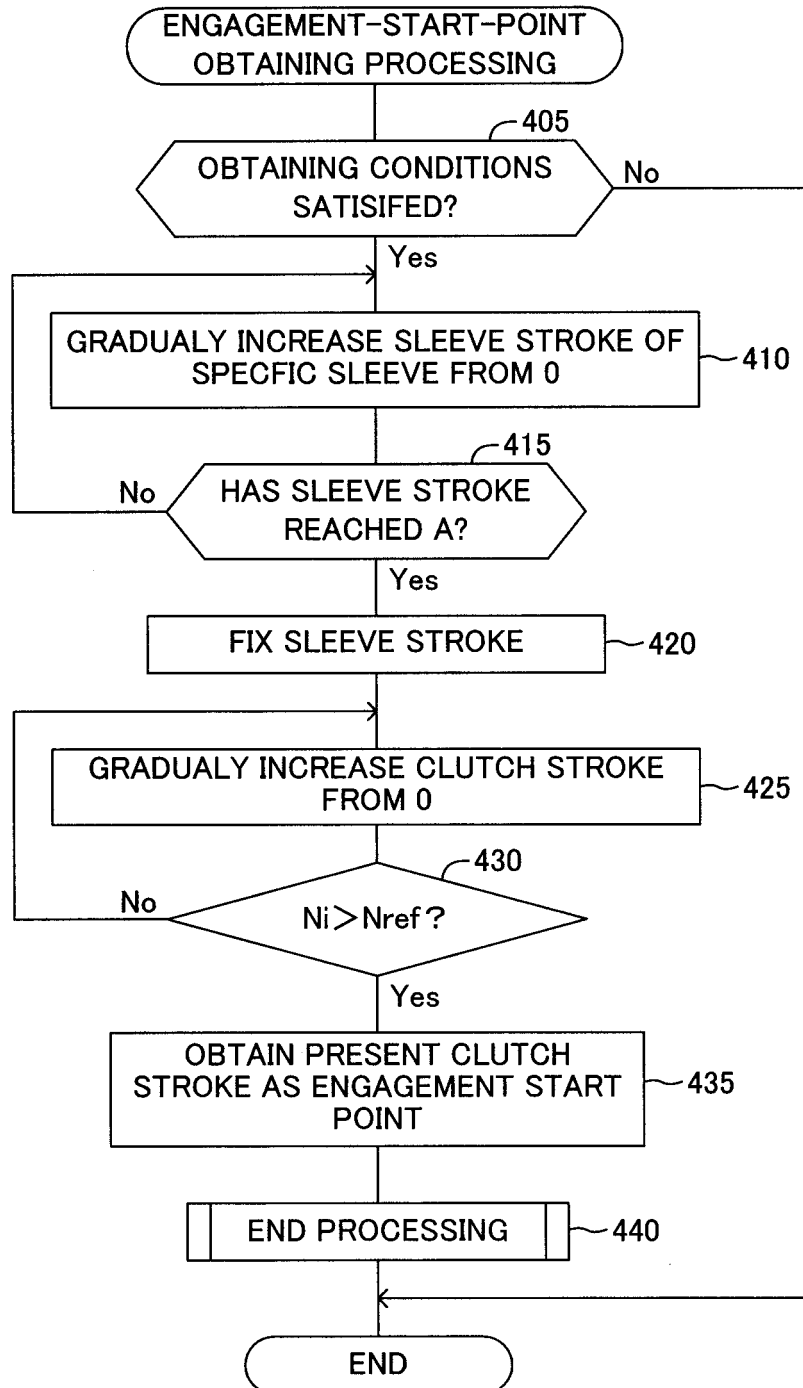 ENGAGEMENT-START-POINT
OBTAINING PROCESSING
405
OBTAINING CONDITIONS
SATISIFED?
No
Yes
GRADUALY INCREASE SLEEVE STROKE OF
SPECFIC SLEEVE FROM 0
410
415
HAS SLEEVE STROKE
REACHED A?
No
Yes
FIX SLEEVE STROKE
420
GRADUALY INCREASE CLUTCH STROKE
FROM 0
425
430
Ni>Nref?
No
Yes
OBTAIN PRESENT CLUTCH
STROKE AS ENGAGEMENT START
POINT
435
END PROCESSING
440
END